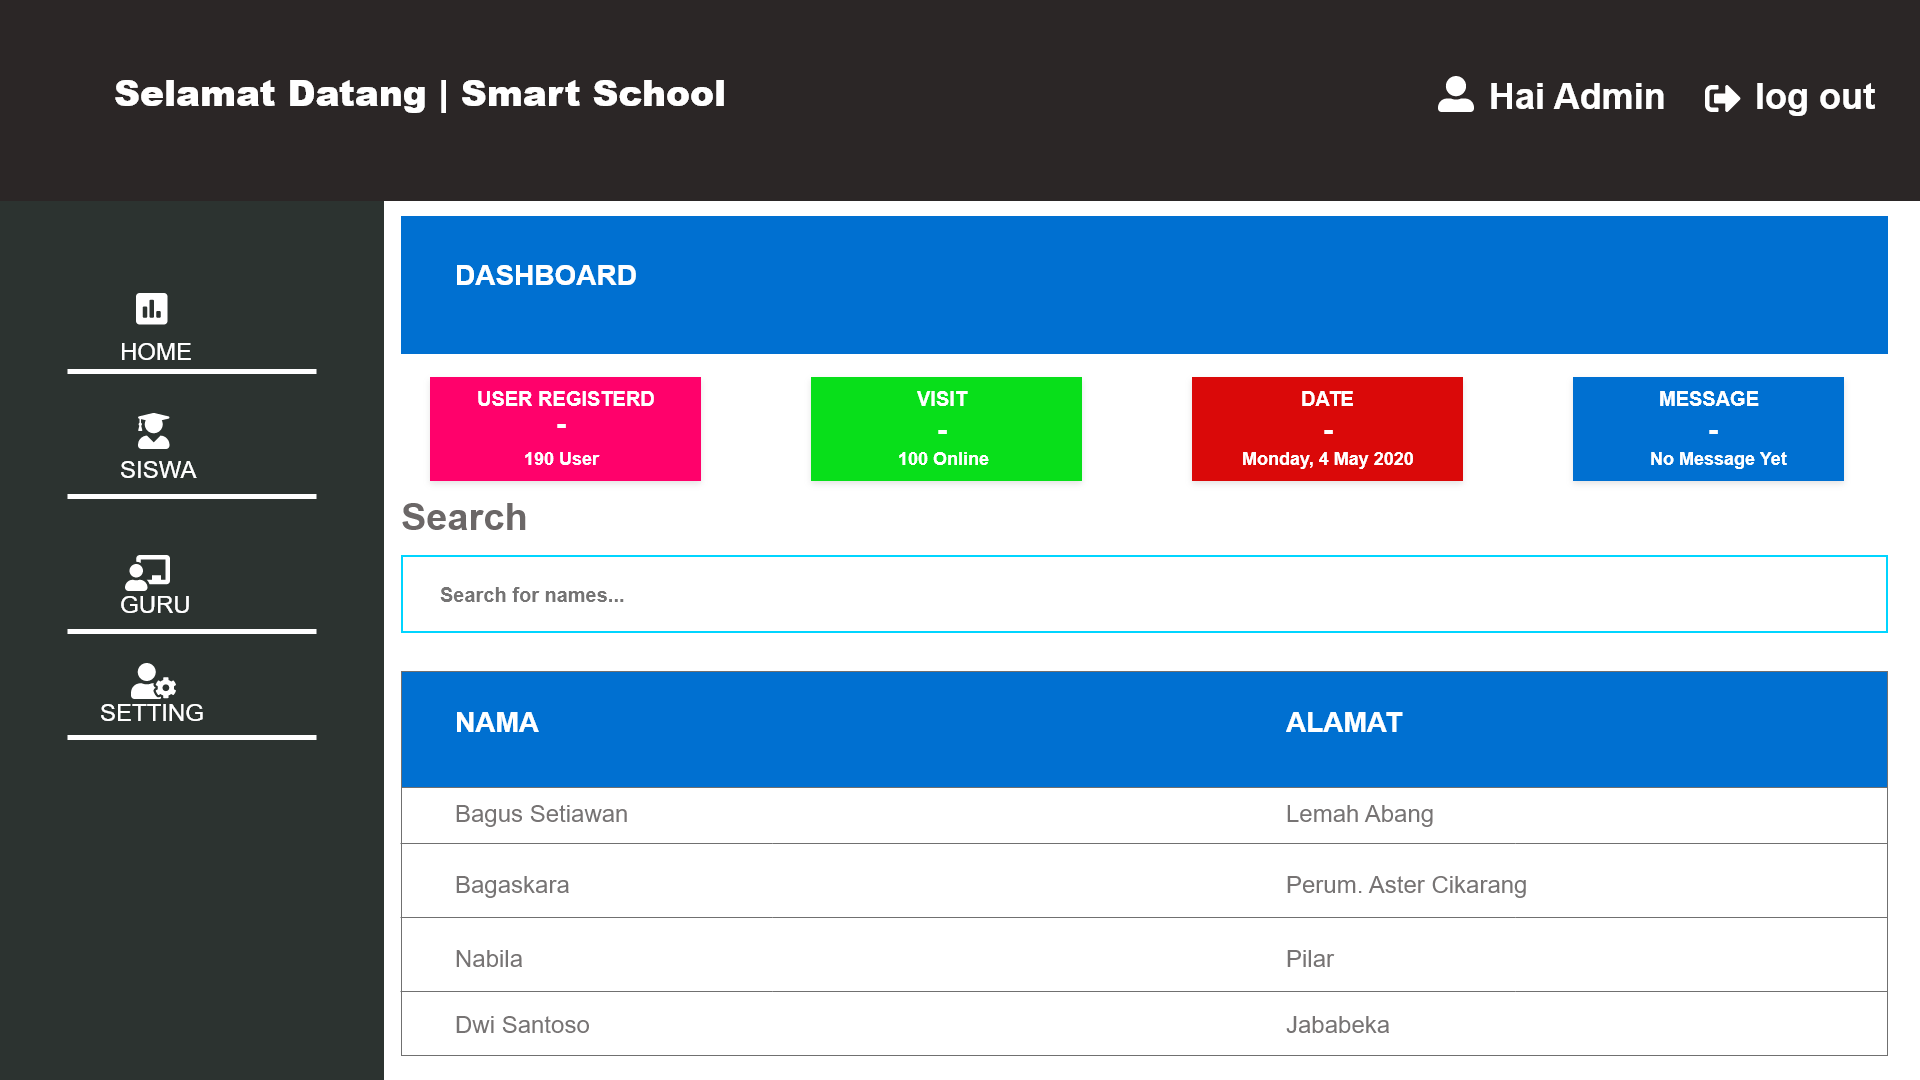 Selamat Datang | Smart School
Hai Admin
log out
HOME
SISWA
GURU
SETTING
DASHBOARD
USER REGISTERD
-
190 User
VISIT
-
100 Online
DATE
-
Monday, 4 May 2020
MESSAGE
-
No Message Yet
Search
Search for names...
NAMA ALAMAT
Bagus Setiawan Lemah Abang
Bagaskara Perum. Aster Cikarang
Nabila Pilar
Dwi Santoso Jababeka